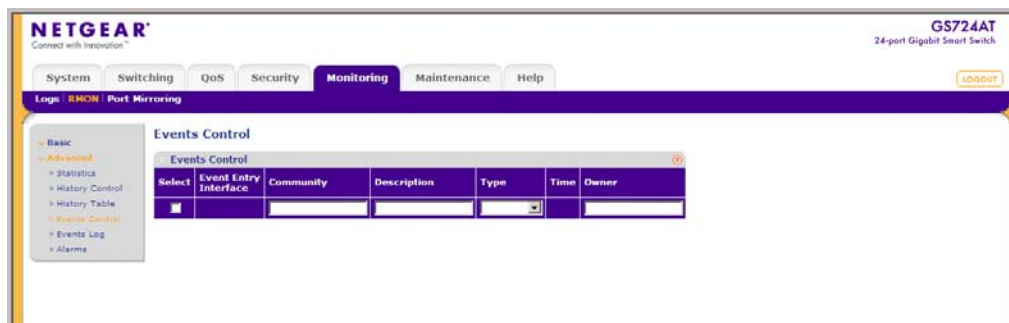 NETGEAR®
Connect with Innovation™
GS724AT
24-port Gigabit Smart Switch
System Switching QoS Security Monitoring Maintenance Help
LOGOUT
Logs RMON Port Mirroring
Basic
Advanced
Statistics
History Control
History Table
Events Control
Events Log
Alarms
Events Control
Events Control
Select Event Entry Interface Community Description Type Time Owner